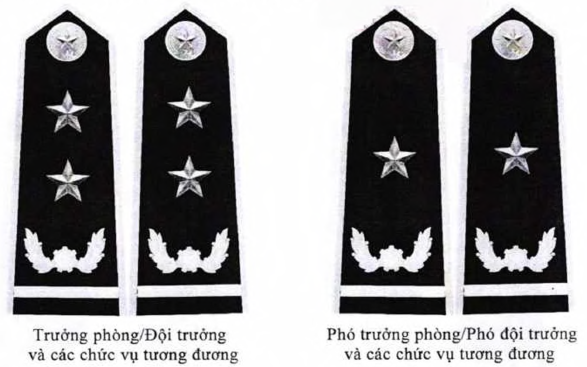 Trưởng phòng/Đội trưởng
và các chức vụ tương đương
Phó trưởng phòng/Phó đội trưởng
và các chức vụ tương đương